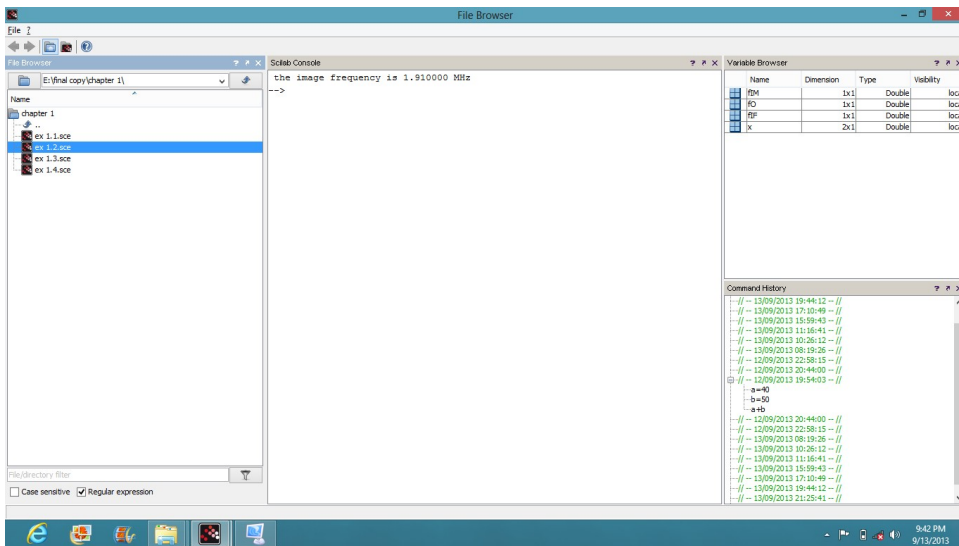 File Browser
File ?
File Browser
E:\final copy\chapter 1\
Name
chapter 1
..
ex 1.1.sce
ex 1.2.sce
ex 1.3.sce
ex 1.4.sce
File/directory filter
Case sensitive
Regular expression
Scilab Console
the image frequency is 1.910000 MHz
-->
Variable Browser
Name Dimension Type Visibility
fIM 1x1 Double loc
fO 1x1 Double loc
fIF 1x1 Double loc
x 2x1 Double loc
Command History
// -- 13/09/2013 19:44:12 -- //
// -- 13/09/2013 17:10:49 -- //
// -- 13/09/2013 15:59:43 -- //
// -- 13/09/2013 11:16:41 -- //
// -- 13/09/2013 10:26:12 -- //
// -- 13/09/2013 08:19:26 -- //
// -- 12/09/2013 22:58:15 -- //
// -- 12/09/2013 20:44:00 -- //
// -- 12/09/2013 19:54:03 -- //
a=40
b=50
a+b
// -- 12/09/2013 20:44:00 -- //
// -- 12/09/2013 22:58:15 -- //
// -- 13/09/2013 08:19:26 -- //
// -- 13/09/2013 10:26:12 -- //
// -- 13/09/2013 11:16:41 -- //
// -- 13/09/2013 15:59:43 -- //
// -- 13/09/2013 17:10:49 -- //
// -- 13/09/2013 19:44:12 -- //
// -- 13/09/2013 21:25:41 -- //
9:42 PM
9/13/2013